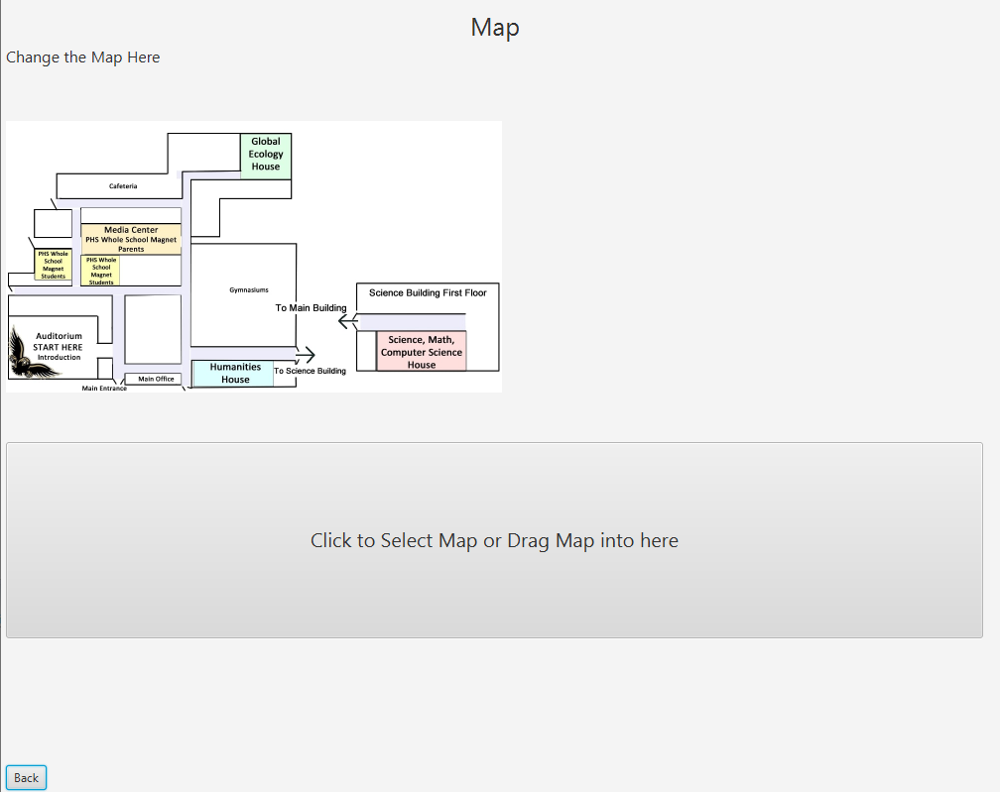 Map
Change the Map Here
Global
Ecology
House
Cafeteria
Media Center
PHS Whole School Magnet
Parents
PHS Whole
School
Magnet
Students
PHS Whole
School
Magnet
Students
Gymnasiums
To Main Building
Science Building First Floor
Science, Math,
Computer Science
House
Auditorium
START HERE
Introduction
Main Entrance
Main Office
Humanities
House
To Science Building
Click to Select Map or Drag Map into here
Back